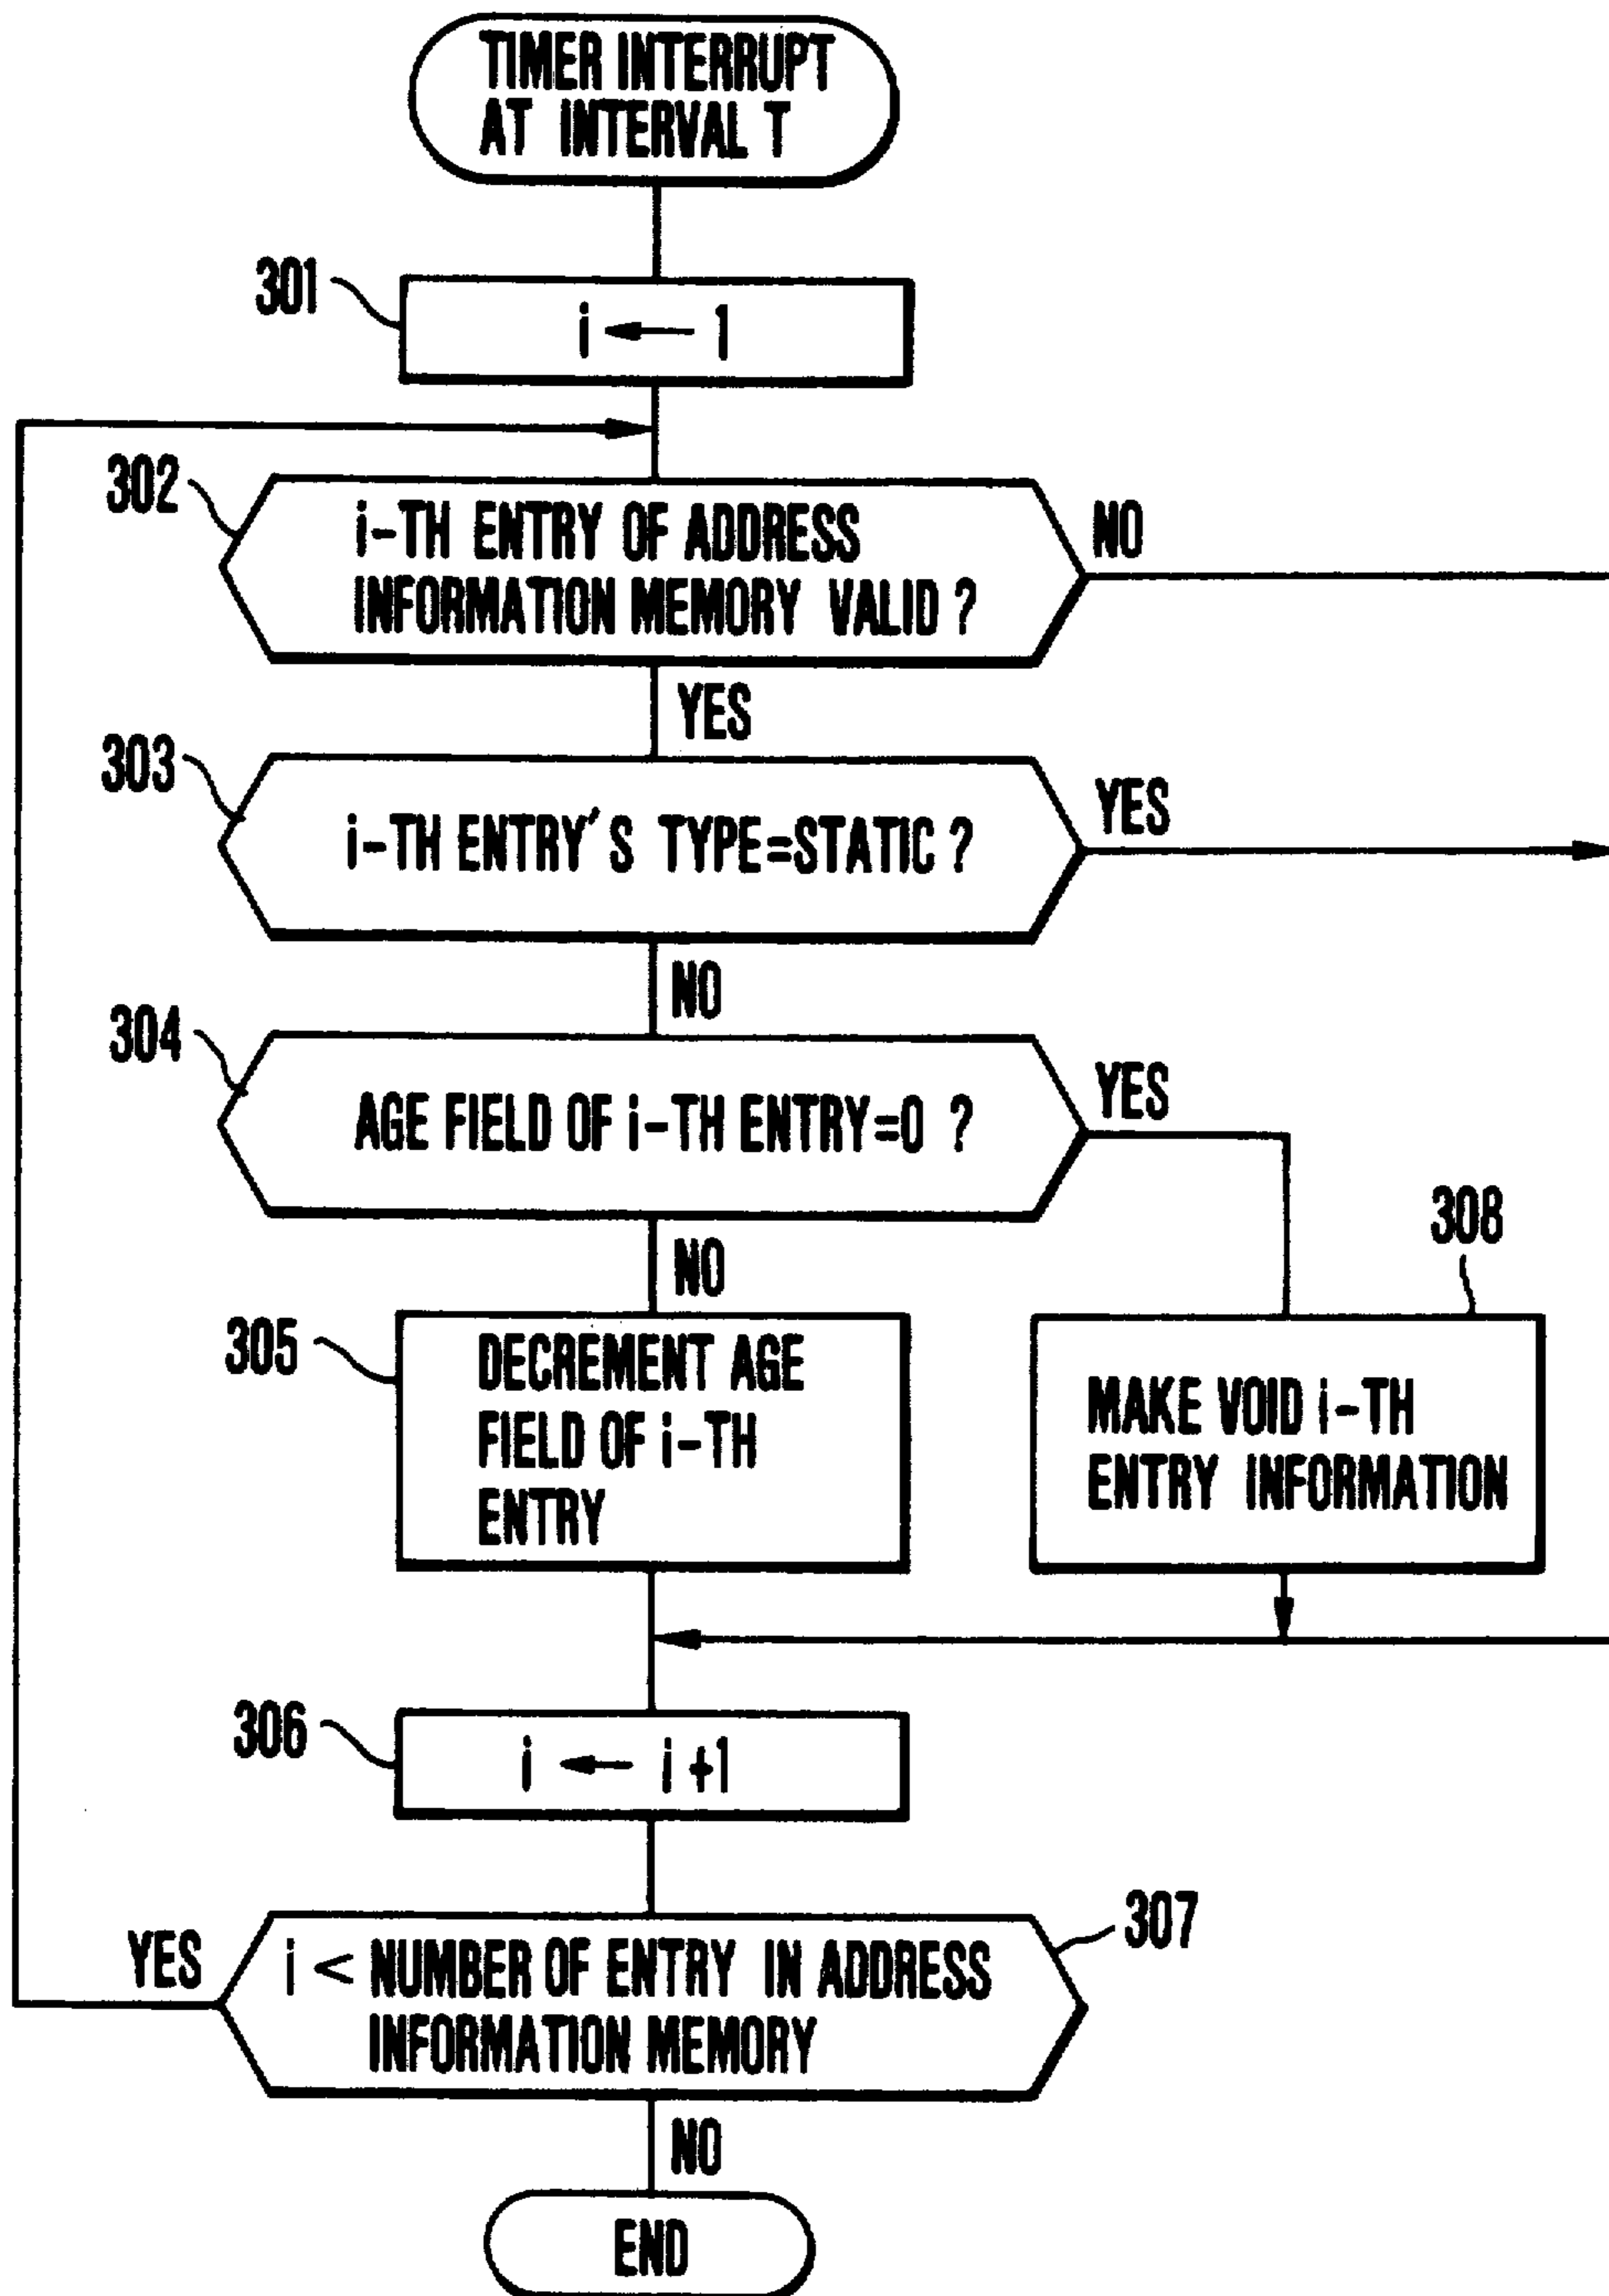 TIMER INTERRUPT
AT INTERVAL T
301
i ← 1
302
i-TH ENTRY OF ADDRESS
INFORMATION MEMORY VALID ?
NO
YES
303
i-TH ENTRY'S TYPE=STATIC ?
YES
NO
304
AGE FIELD OF i-TH ENTRY=0 ?
YES
NO
305
DECREMENT AGE
FIELD OF i-TH
ENTRY
308
MAKE VOID i-TH
ENTRY INFORMATION
306
i ← i+1
307
YES
i < NUMBER OF ENTRY IN ADDRESS
INFORMATION MEMORY
NO
END